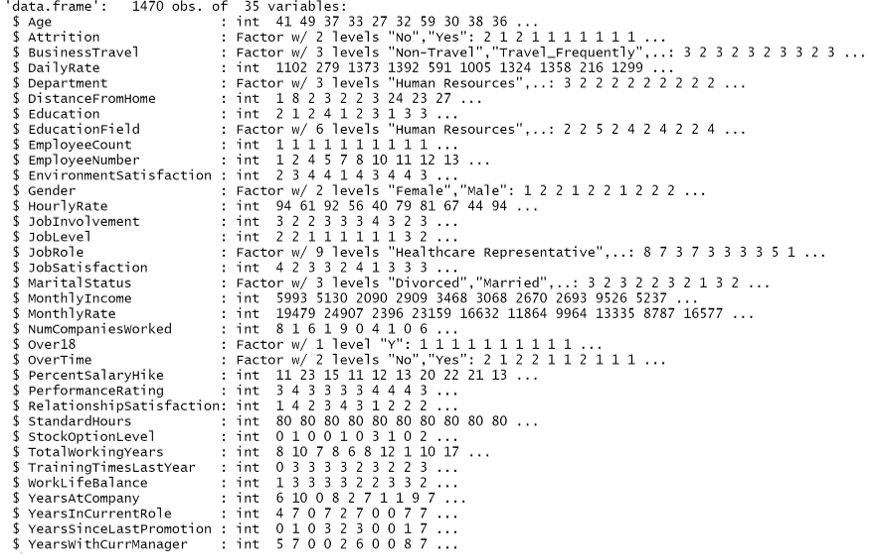 'data.frame':   1470 obs. of  35 variables:
 $ Age                     : int  41 49 37 33 27 32 59 30 38 36 ...
 $ Attrition               : Factor w/ 2 levels "No","Yes": 2 1 2 1 1 1 1 1 1 1 ...
 $ BusinessTravel          : Factor w/ 3 levels "Non-Travel","Travel_Frequently",..: 3 2 3 2 3 2 3 3 2 3 ...
 $ DailyRate               : int  1102 279 1373 1392 591 1005 1324 1358 216 1299 ...
 $ Department              : Factor w/ 3 levels "Human Resources",..: 3 2 2 2 2 2 2 2 2 2 ...
 $ DistanceFromHome        : int  1 8 2 3 2 2 3 24 23 27 ...
 $ Education               : int  2 1 2 4 1 2 3 1 3 3 ...
 $ EducationField          : Factor w/ 6 levels "Human Resources",..: 2 2 5 2 4 2 4 2 2 4 ...
 $ EmployeeCount           : int  1 1 1 1 1 1 1 1 1 1 ...
 $ EmployeeNumber          : int  1 2 4 5 7 8 10 11 12 13 ...
 $ EnvironmentSatisfaction : int  2 3 4 4 1 4 3 4 4 3 ...
 $ Gender                  : Factor w/ 2 levels "Female","Male": 1 2 2 1 2 2 1 2 2 2 ...
 $ HourlyRate              : int  94 61 92 56 40 79 81 67 44 94 ...
 $ JobInvolvement          : int  3 2 2 3 3 3 4 3 2 3 ...
 $ JobLevel                : int  2 2 1 1 1 1 1 1 3 2 ...
 $ JobRole                 : Factor w/ 9 levels "Healthcare Representative",..: 8 7 3 7 3 3 3 3 5 1 ...
 $ JobSatisfaction         : int  4 2 3 3 2 4 1 3 3 3 ...
 $ MaritalStatus           : Factor w/ 3 levels "Divorced","Married",..: 3 2 3 2 2 3 2 1 3 2 ...
 $ MonthlyIncome           : int  5993 5130 2090 2909 3468 3068 2670 2693 9526 5237 ...
 $ MonthlyRate             : int  19479 24907 2396 23159 16632 11864 9964 13335 8787 16577 ...
 $ NumCompaniesWorked      : int  8 1 6 1 9 0 4 1 0 6 ...
 $ Over18                  : Factor w/ 1 level "Y": 1 1 1 1 1 1 1 1 1 1 ...
 $ OverTime                : Factor w/ 2 levels "No","Yes": 2 1 2 2 1 1 2 1 1 1 ...
 $ PercentSalaryHike       : int  11 23 15 11 12 13 20 22 21 13 ...
 $ PerformanceRating       : int  3 4 3 3 3 3 4 4 4 3 ...
 $ RelationshipSatisfaction: int  1 4 2 3 4 3 1 2 2 2 ...
 $ StandardHours           : int  80 80 80 80 80 80 80 80 80 80 ...
 $ StockOptionLevel        : int  0 1 0 0 1 0 3 1 0 2 ...
 $ TotalWorkingYears       : int  8 10 7 8 6 8 12 1 10 17 ...
 $ TrainingTimesLastYear   : int  0 3 3 3 3 2 3 2 2 3 ...
 $ WorkLifeBalance         : int  1 3 3 3 3 2 2 3 3 2 ...
 $ YearsAtCompany          : int  6 10 0 8 2 7 1 1 9 7 ...
 $ YearsInCurrentRole      : int  4 7 0 7 2 7 0 0 7 7 ...
 $ YearsSinceLastPromotion : int  0 1 0 3 2 3 0 0 1 7 ...
 $ YearsWithCurrManager    : int  5 7 0 0 2 6 0 0 8 7 ...